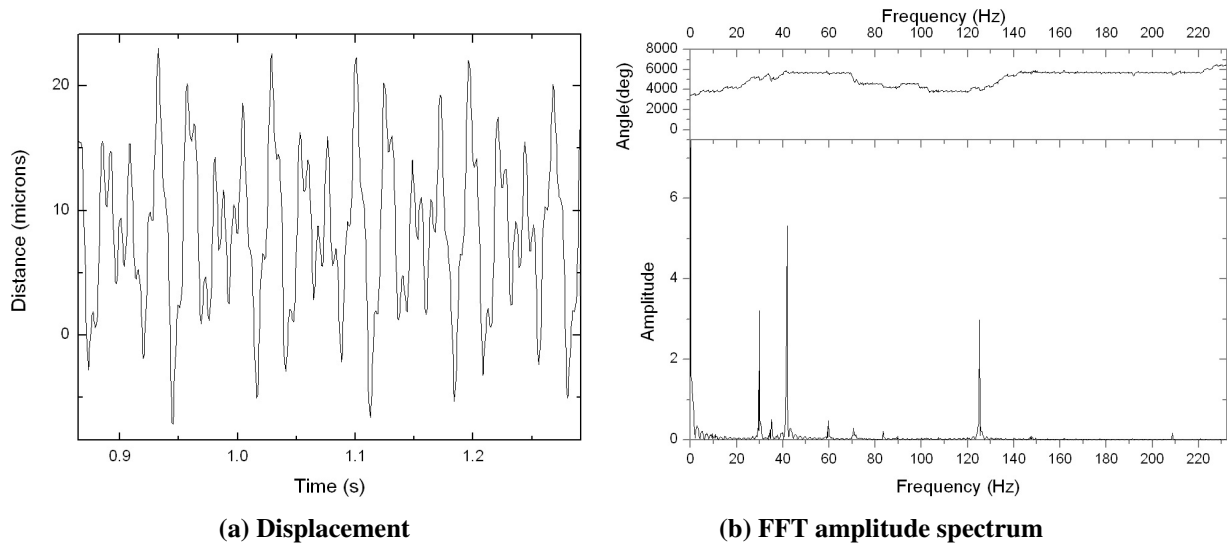 20
10
0
Distance (microns)
0.9 1.0 1.1 1.2
Time (s)
(a) Displacement
Frequency (Hz)
0 20 40 60 80 100 120 140 160 180 200 220
8000
6000
4000
2000
0
Angle(deg)
6
4
2
0
Amplitude
0 20 40 60 80 100 120 140 160 180 200 220
Frequency (Hz)
(b) FFT amplitude spectrum